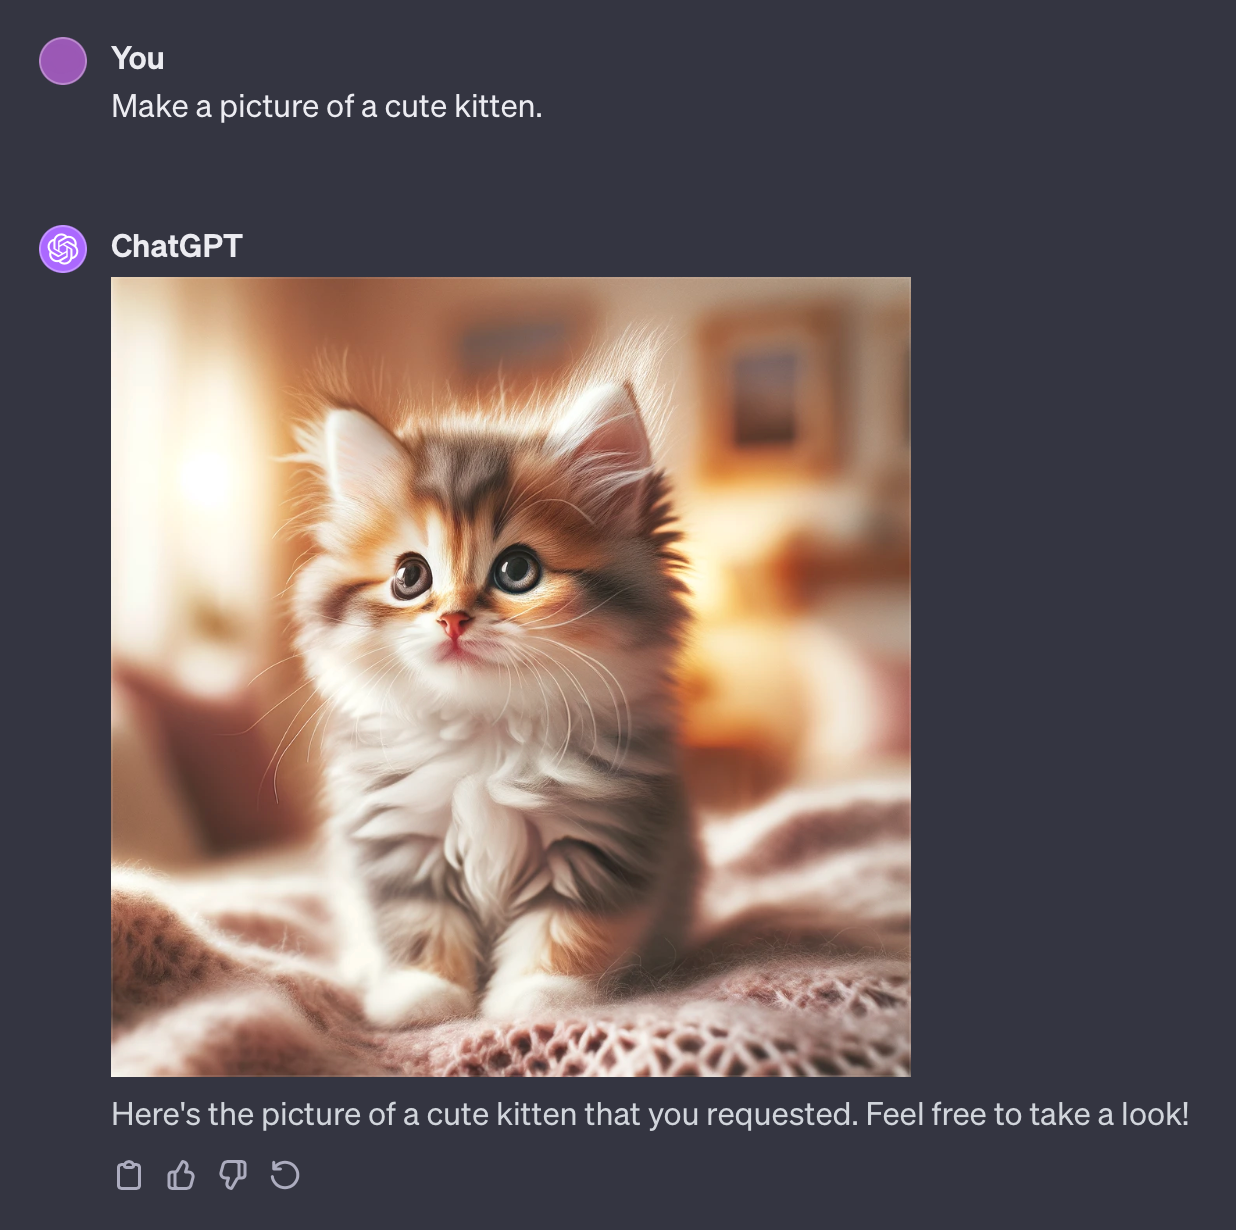 You
Make a picture of a cute kitten.
ChatGPT
Here's the picture of a cute kitten that you requested. Feel free to take a look!